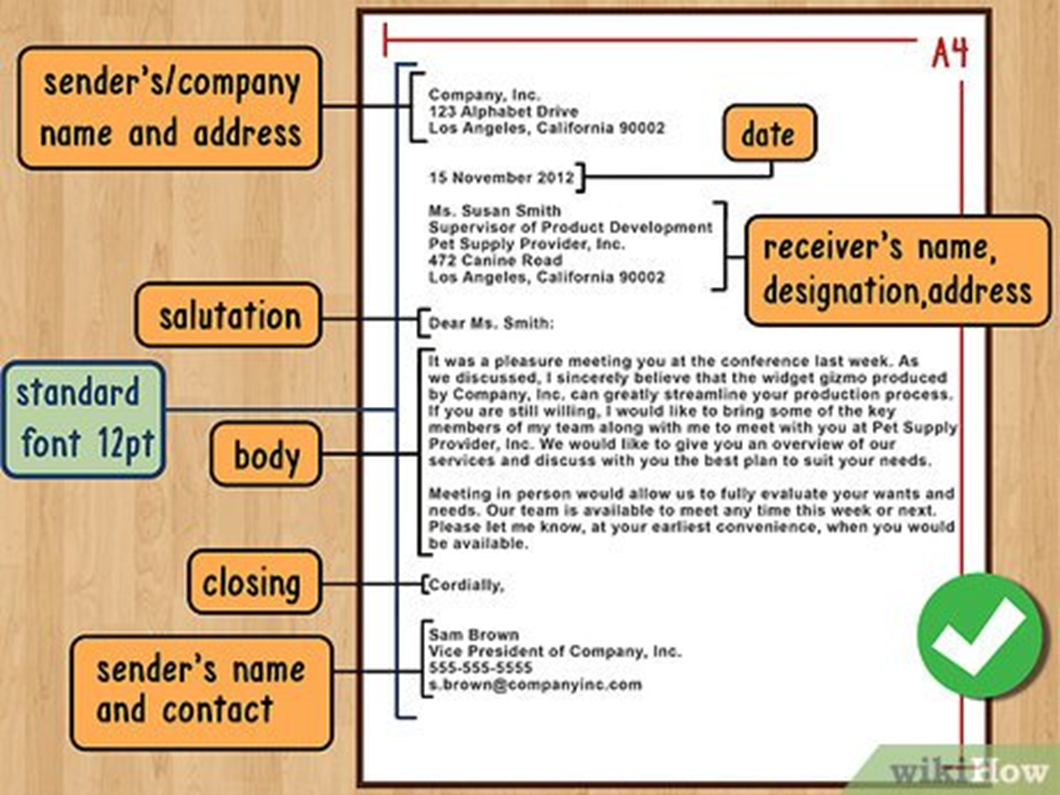 A4
sender's/company
name and address
Company, Inc.
123 Alphabet Drive
Los Angeles, California 90002
date
15 November 2012
Ms. Susan Smith
Supervisor of Product Development
Pet Supply Provider, Inc.
472 Canine Road
Los Angeles, California 90002
receiver's name,
designation,address
salutation
Dear Ms. Smith:
standard
font 12pt
body
It was a pleasure meeting you at the conference last week. As
we discussed, I sincerely believe that the widget gizmo produced
by Company, Inc. can greatly streamline your production process.
If you are still willing, I would like to bring some of the key
members of my team along with me to meet with you at Pet Supply
Provider, Inc. We would like to give you an overview of our
services and discuss with you the best plan to suit your needs.
Meeting in person would allow us to fully evaluate your wants and
needs. Our team is available to meet any time this week or next.
Please let me know, at your earliest convenience, when you would
be available.
closing
Cordially,
sender's name
and contact
Sam Brown
Vice President of Company, Inc.
555-555-5555
s.brown@companyinc.com
wikiHow